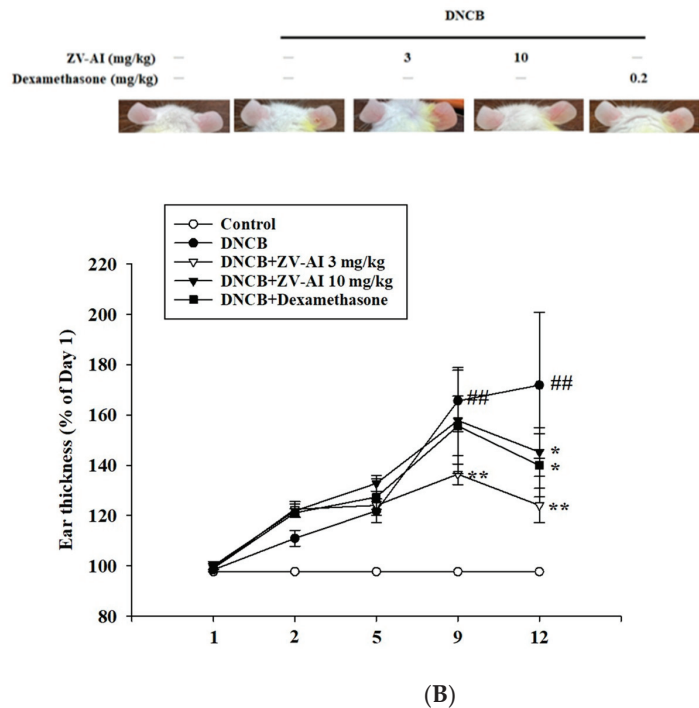 DNCB
ZV-AI (mg/kg) — — 3 10 —
Dexamethasone (mg/kg) — — — — 0.2
Control
DNCB
DNCB+ZV-AI 3 mg/kg
DNCB+ZV-AI 10 mg/kg
DNCB+Dexamethasone
Ear thickness (% of Day 1)
220
200
180
160
140
120
100
80
##
##
**
*
*
**
1 2 5 9 12
(B)